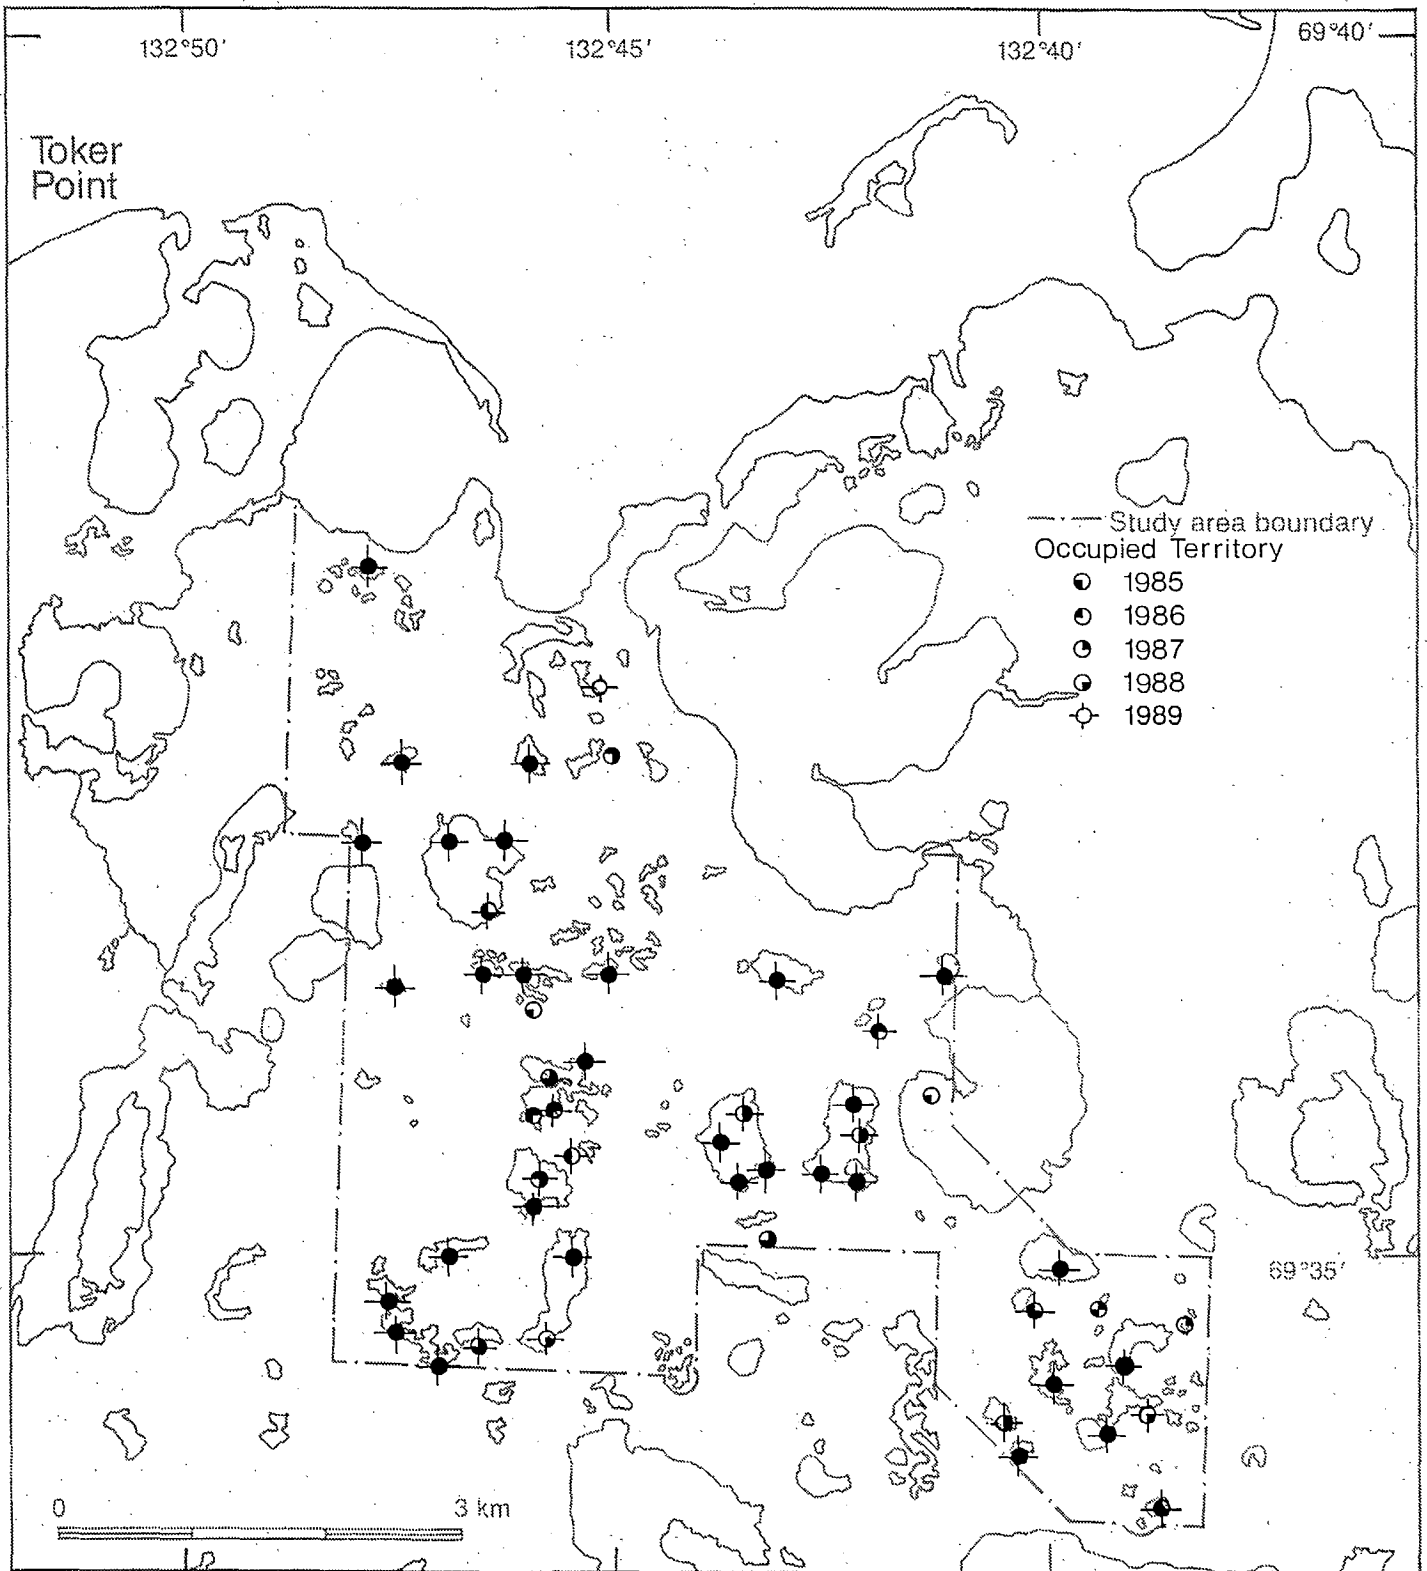 132°50′ 132°45′ 132°40′ 69°40′
Toker
Point
Study area boundary
Occupied Territory
1985
1986
1987
1988
1989
69°35′
0 3 km